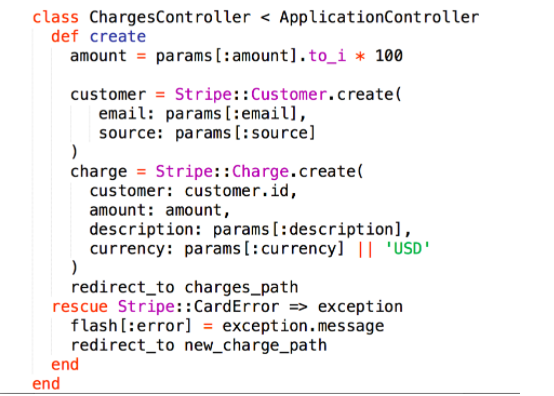 class ChargesController < ApplicationController
  def create
    amount = params[:amount].to_i * 100

    customer = Stripe::Customer.create(
       email: params[:email],
       source: params[:source]
    )
    charge = Stripe::Charge.create(
      customer: customer.id,
      amount: amount,
      description: params[:description],
      currency: params[:currency] || 'USD'
    )
    redirect_to charges_path
  rescue Stripe::CardError => exception
    flash[:error] = exception.message
    redirect_to new_charge_path
  end
end